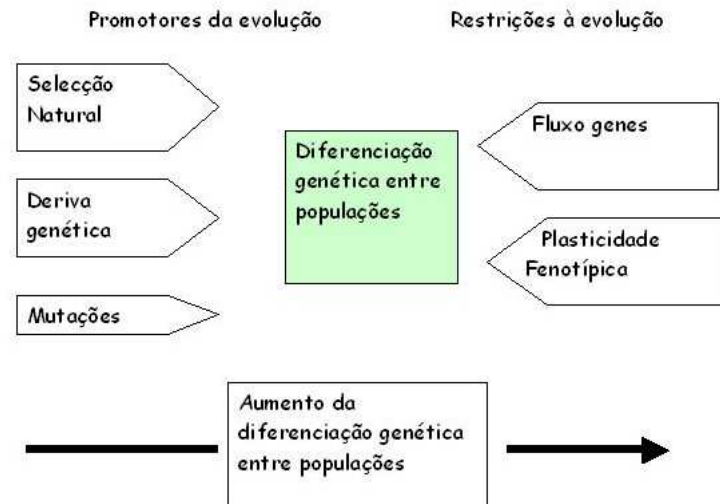 Promotores da evolução
Restrições à evolução
Selecção
Natural
Deriva
genética
Mutações
Diferenciação
genética entre
populações
Fluxo genes
Plasticidade
Fenotípica
Aumento da
diferenciação genética
entre populações